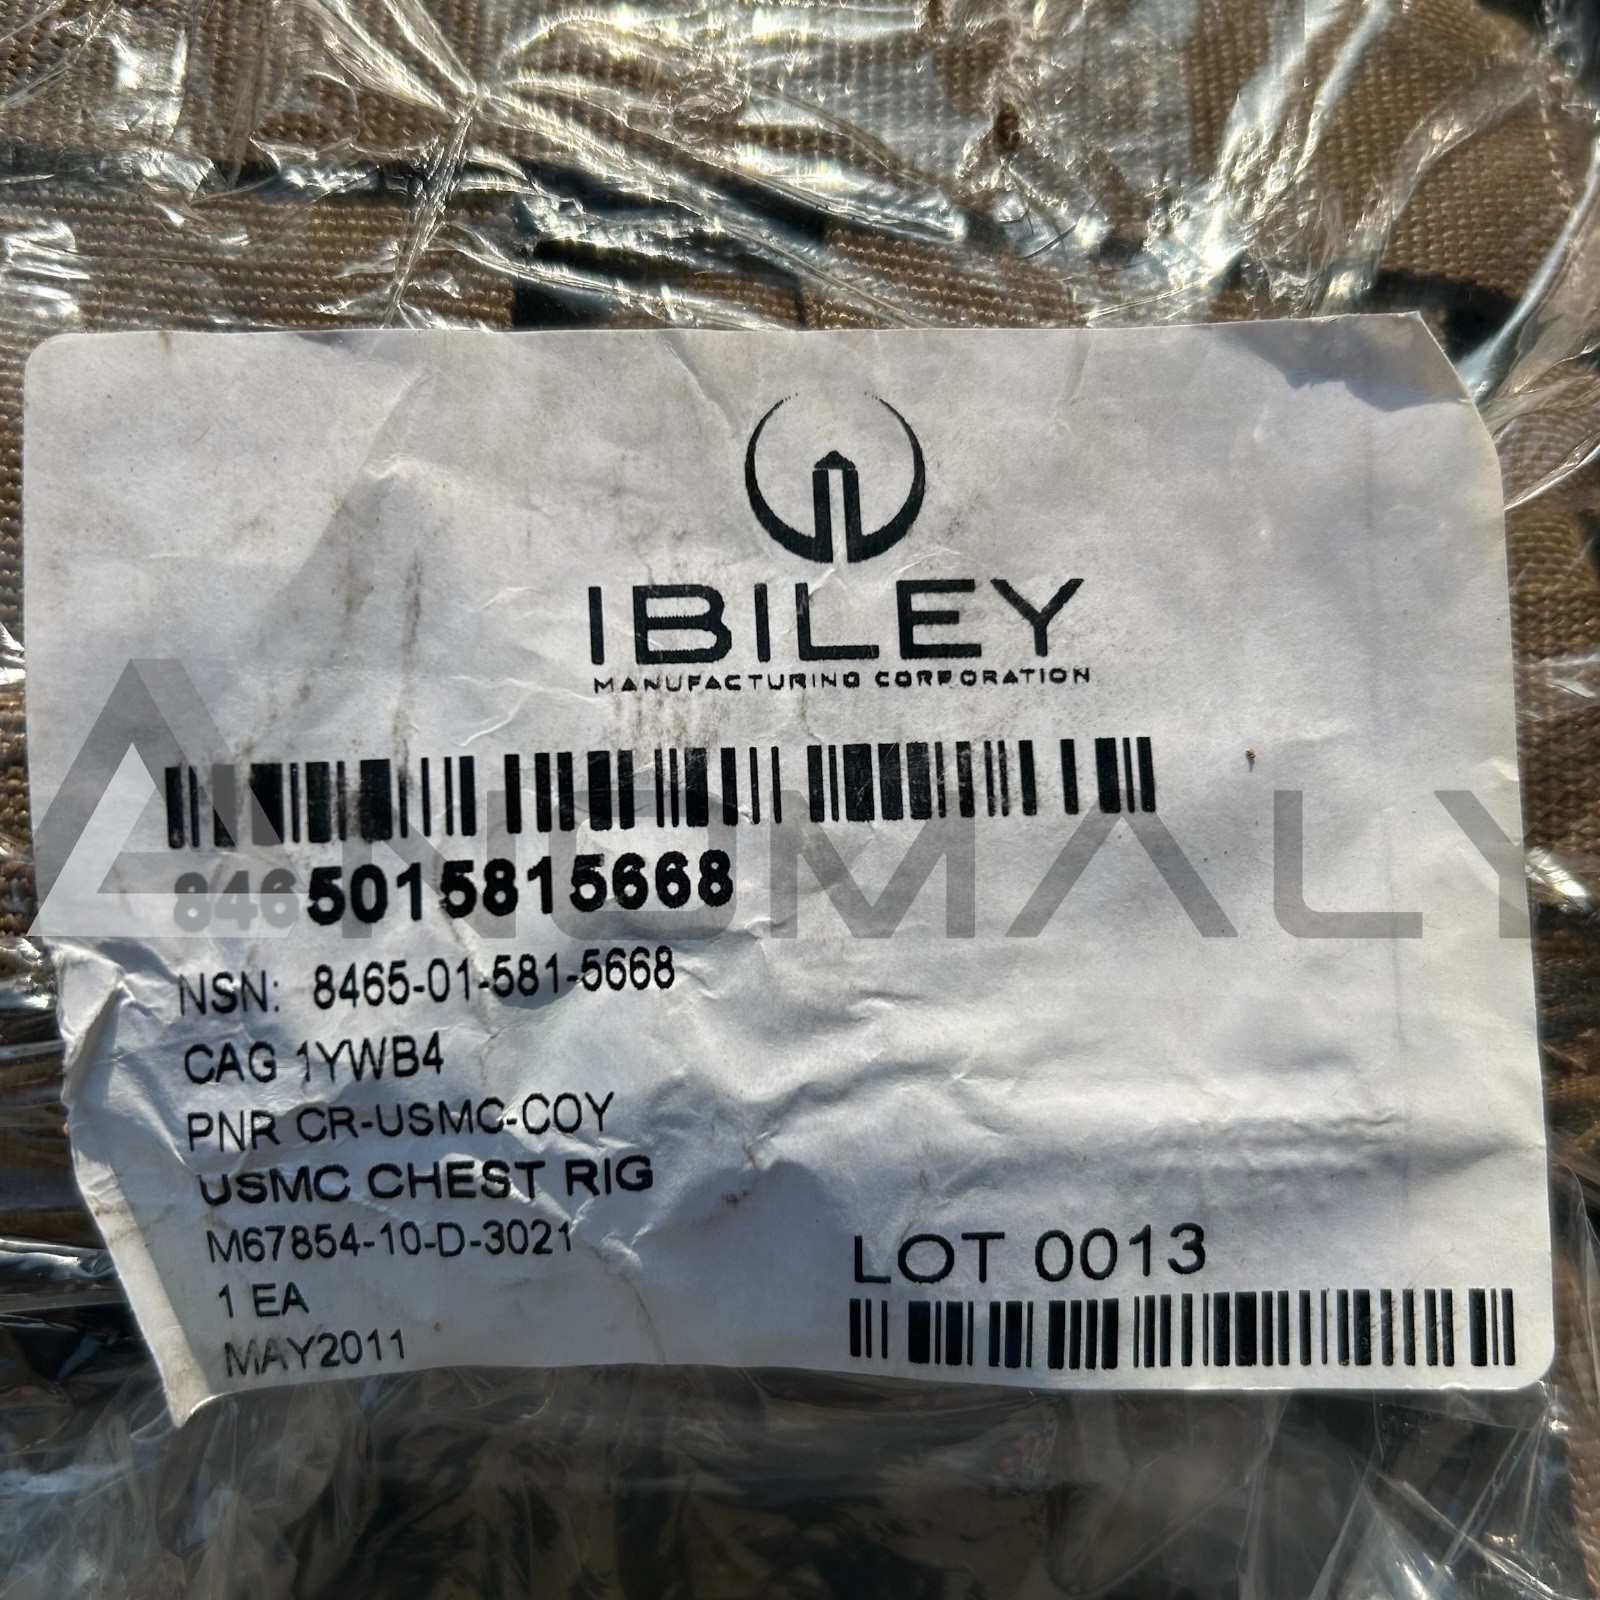 IBILEY
MANUFACTURING CORPORATION
8465015815668
ANOMALY
NSN: 8465-01-581-5668
CAG 1YWB4
PNR CR-USMC-COY
USMC CHEST RIG
M67854-10-D-3021
1 EA
MAY2011
LOT 0013